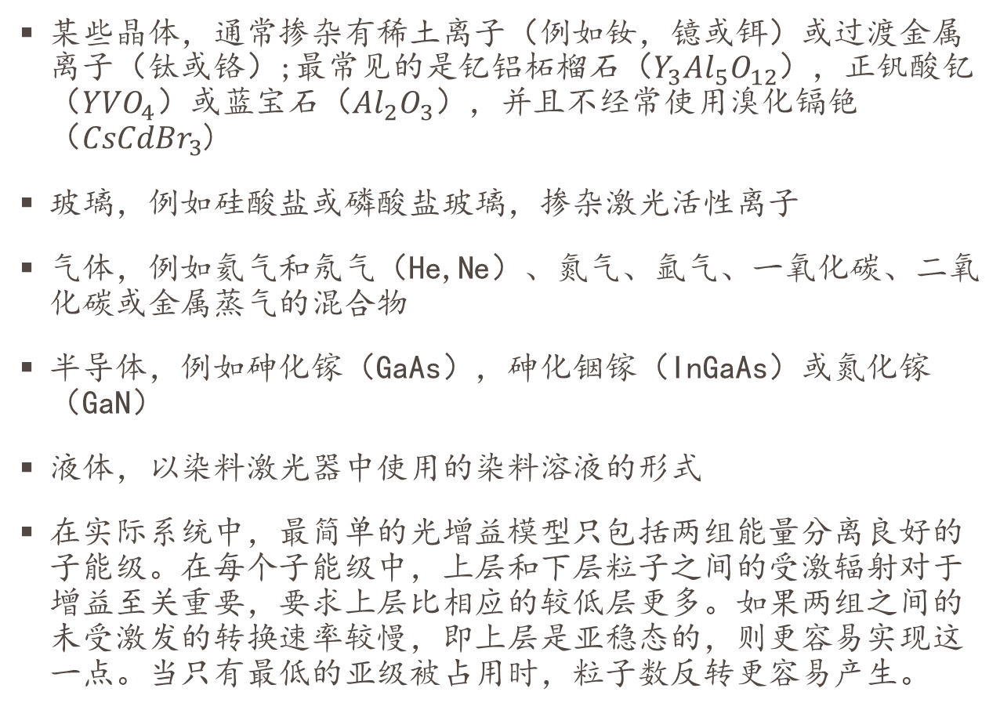 ▪ 某些晶体，通常掺杂有稀土离子（例如钕，镱或铒）或过渡金属
离子（钛或铬）;最常见的是钇铝柘榴石（Y₃Al₅O₁₂），正钒酸钇
（YVO₄）或蓝宝石（Al₂O₃），并且不经常使用溴化镉铯
（CsCdBr₃）
▪ 玻璃，例如硅酸盐或磷酸盐玻璃，掺杂激光活性离子
▪ 气体，例如氦气和氖气（He,Ne）、氮气、氩气、一氧化碳、二氧
化碳或金属蒸气的混合物
▪ 半导体，例如砷化镓（GaAs），砷化铟镓（InGaAs）或氮化镓
（GaN）
▪ 液体，以染料激光器中使用的染料溶液的形式
▪ 在实际系统中，最简单的光增益模型只包括两组能量分离良好的
子能级。在每个子能级中，上层和下层粒子之间的受激辐射对于
增益至关重要，要求上层比相应的较低层更多。如果两组之间的
未受激发的转换速率较慢，即上层是亚稳态的，则更容易实现这
一点。当只有最低的亚级被占用时，粒子数反转更容易产生。